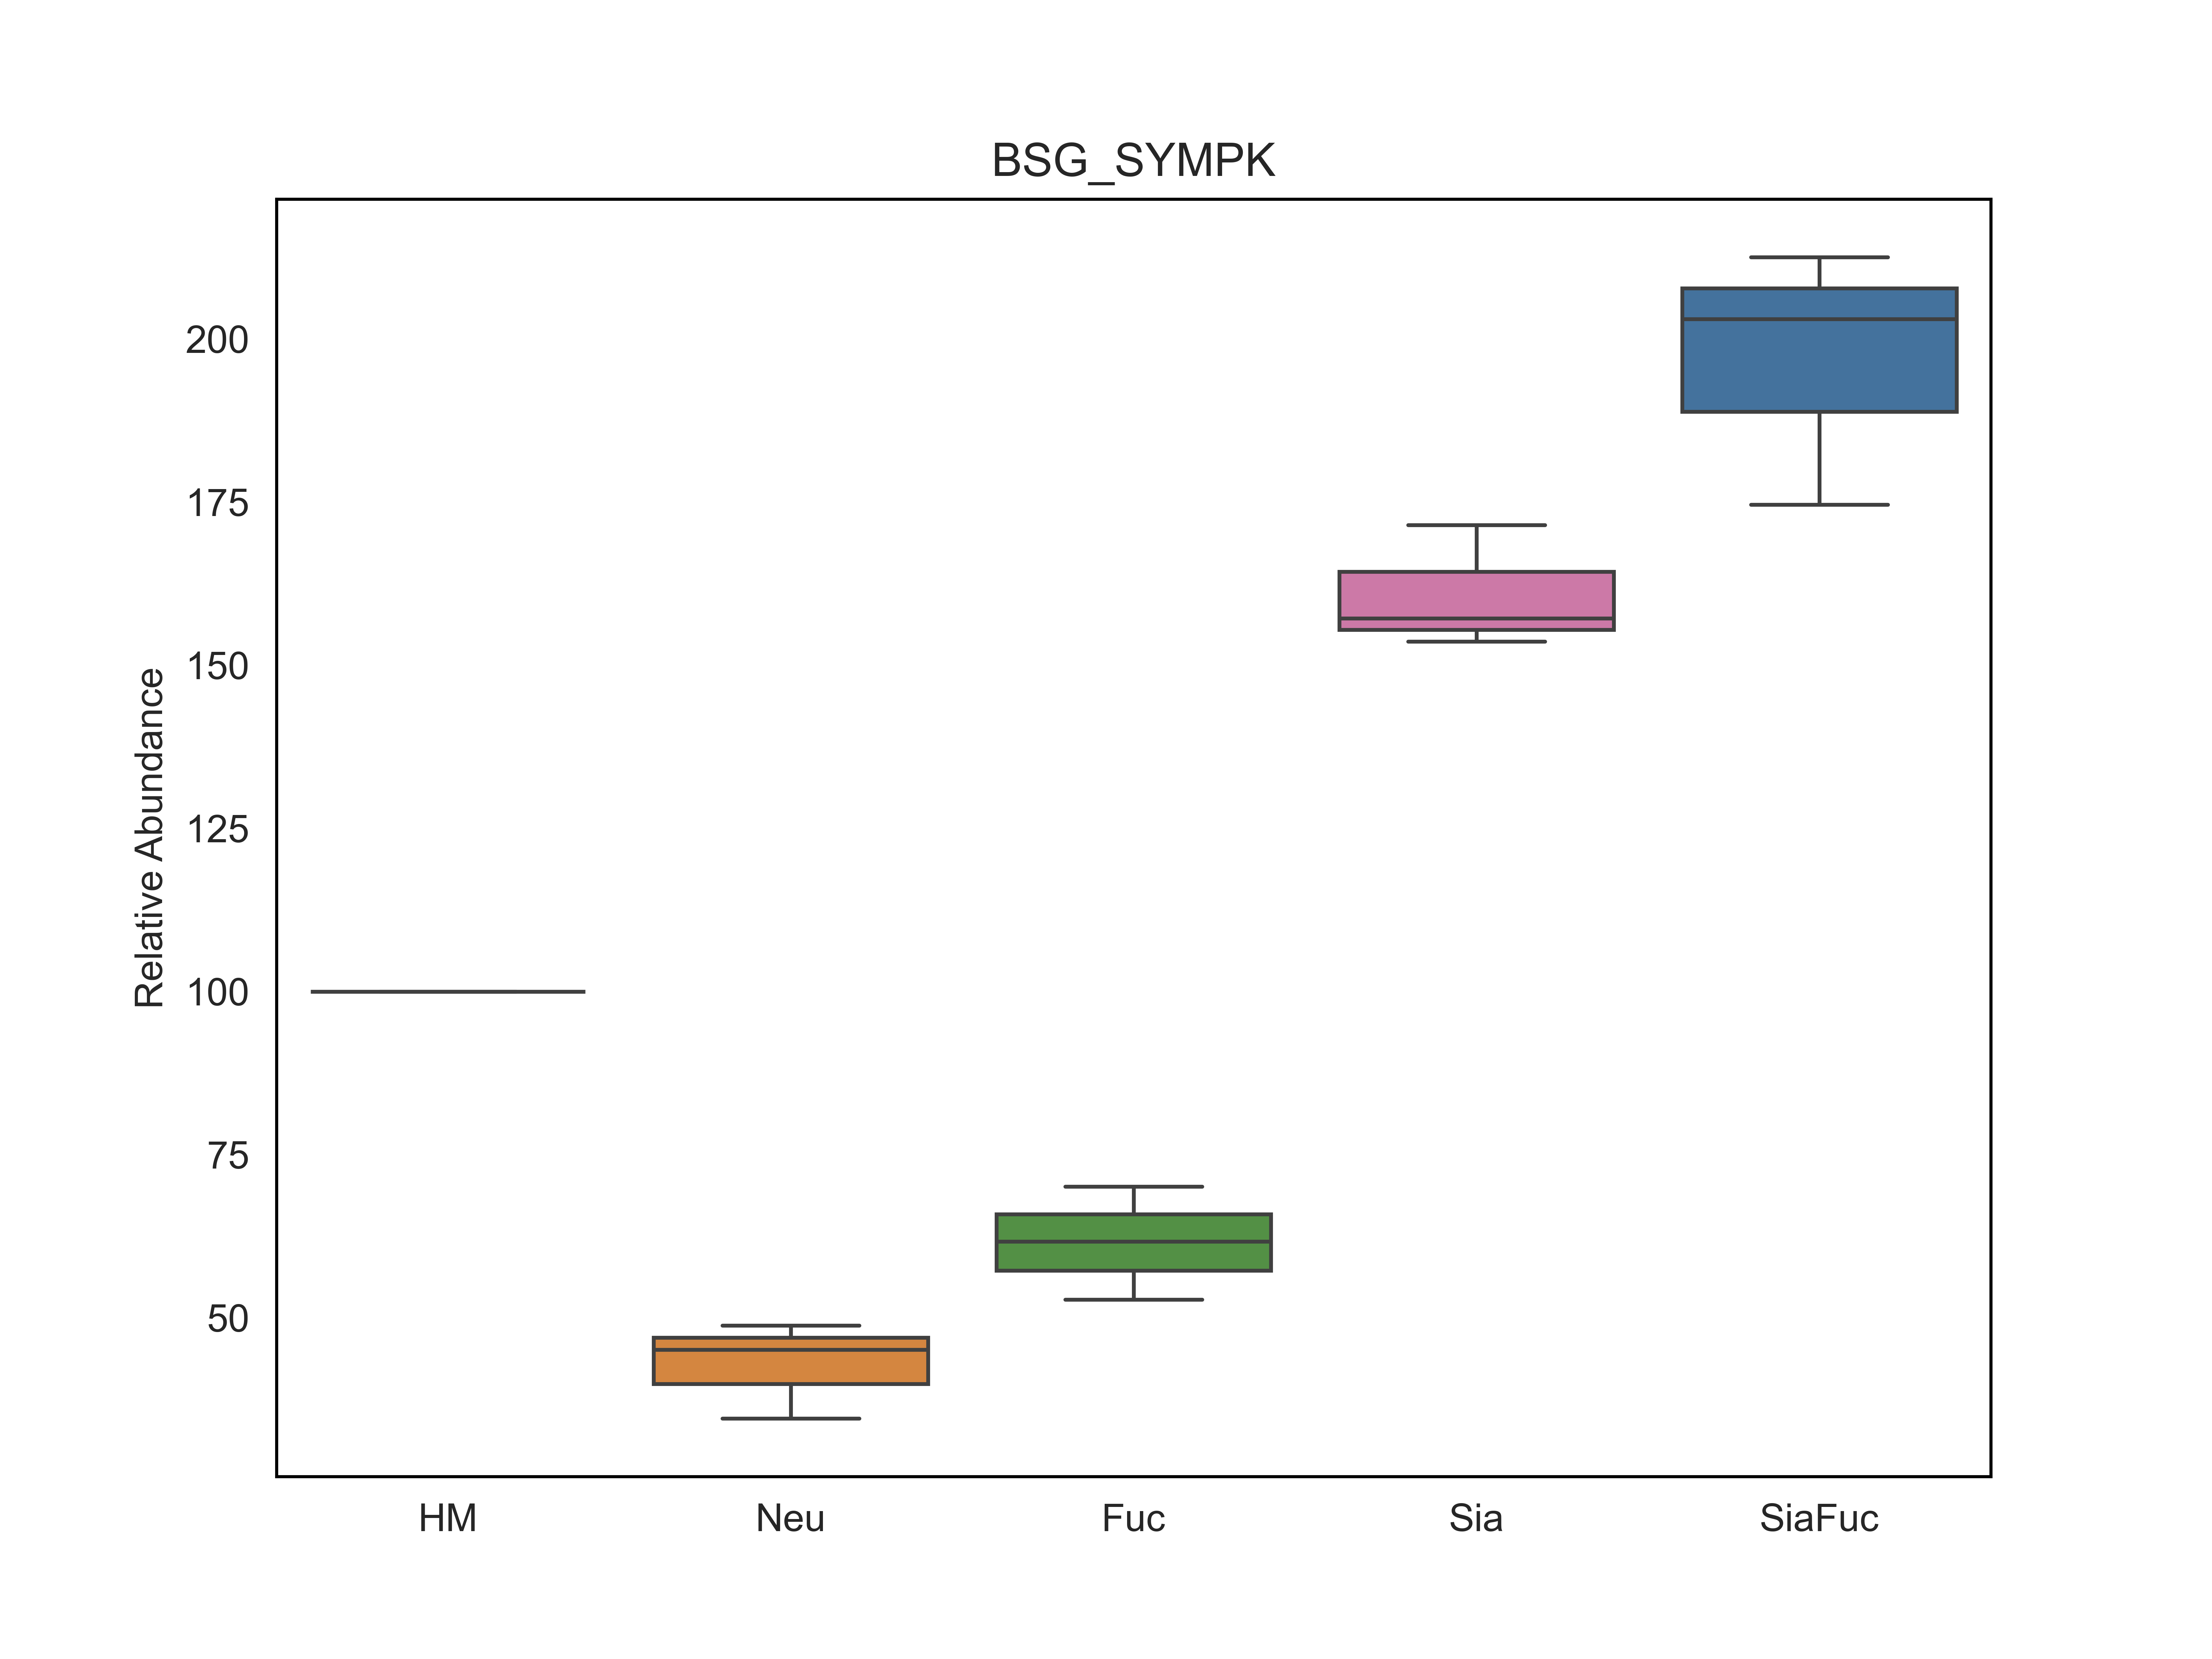 BSG_SYMPK
Relative Abundance
200
175
150
125
100
75
50
HM
Neu
Fuc
Sia
SiaFuc